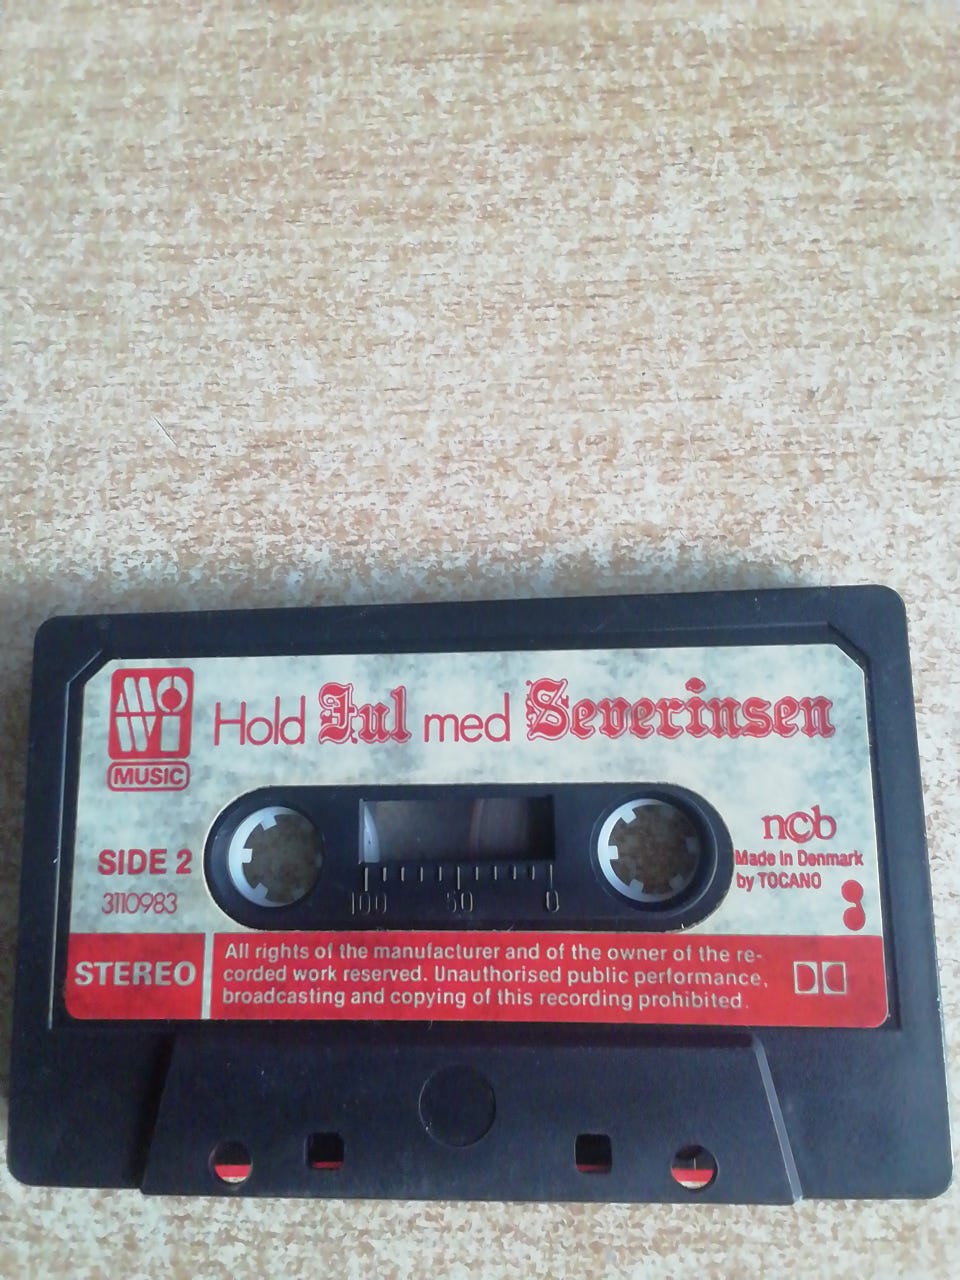 MOWI
MUSIC
Hold Jul med Severinsen
SIDE 2
3110983
ncb
Made in Denmark
by TOCANO
100 50 0
STEREO
All rights of the manufacturer and of the owner of the re-
corded work reserved. Unauthorised public performance,
broadcasting and copying of this recording prohibited.